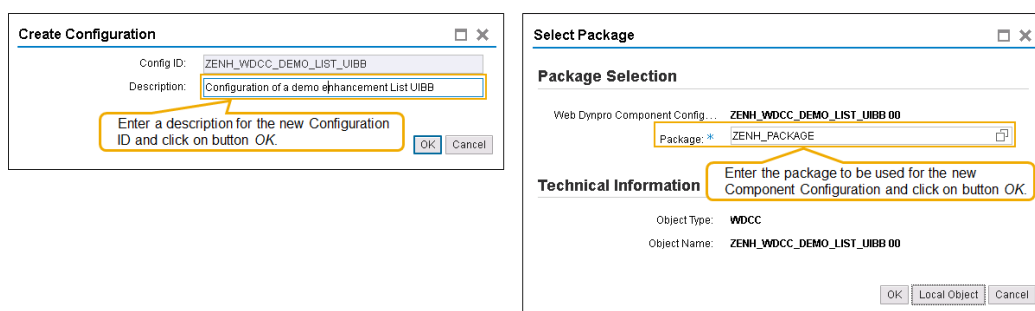 Create Configuration
Config ID: ZENH_WDCC_DEMO_LIST_UIBB
Description: Configuration of a demo enhancement List UIBB
Enter a description for the new Configuration
ID and click on button OK.
OK Cancel
Select Package
Package Selection
Web Dynpro Component Config... ZENH_WDCC_DEMO_LIST_UIBB 00
Package: * ZENH_PACKAGE
Enter the package to be used for the new
Component Configuration and click on button OK.
Technical Information
Object Type: WDCC
Object Name: ZENH_WDCC_DEMO_LIST_UIBB 00
OK Local Object Cancel